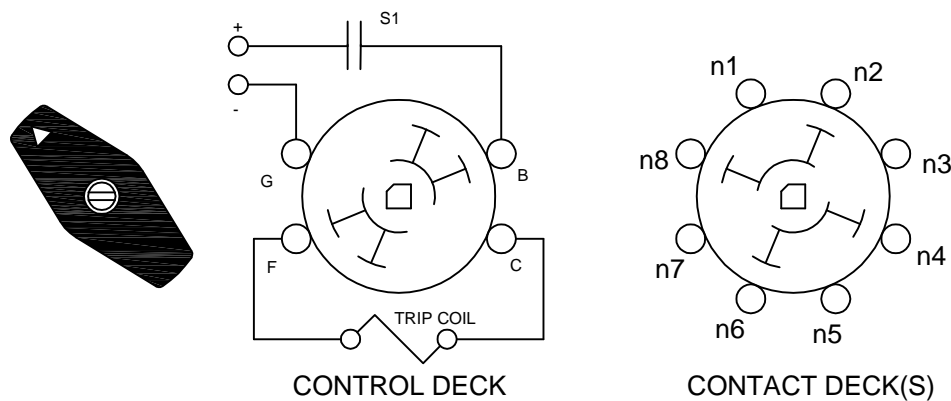 S1
+
-
G
B
F
C
TRIP COIL
CONTROL DECK
n1
n2
n3
n4
n5
n6
n7
n8
CONTACT DECK(S)